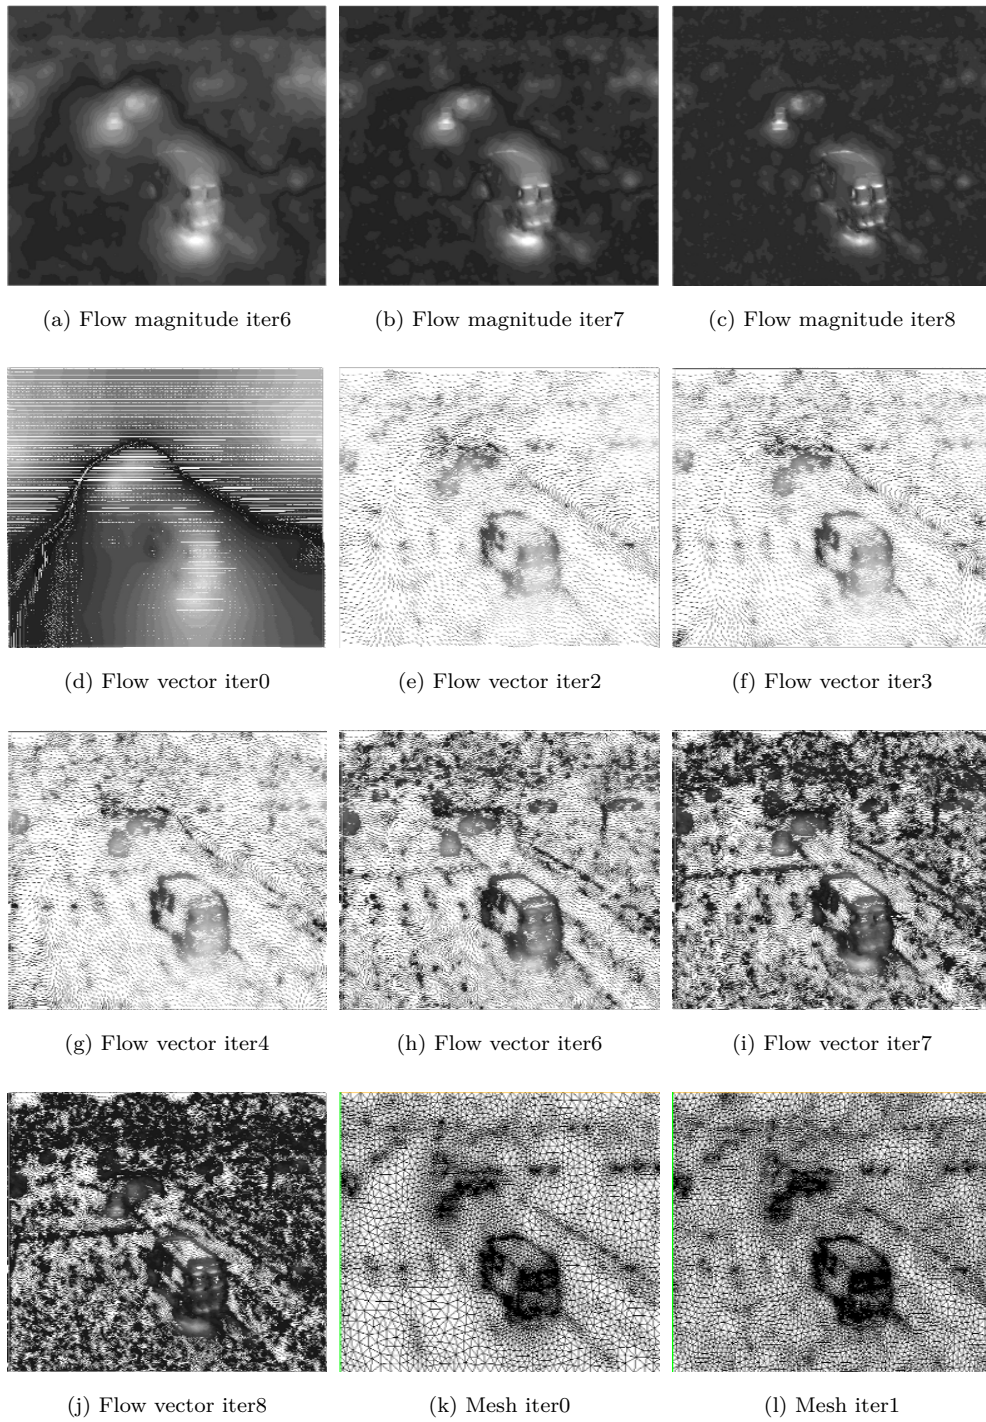 (a) Flow magnitude iter6
(b) Flow magnitude iter7
(c) Flow magnitude iter8
(d) Flow vector iter0
(e) Flow vector iter2
(f) Flow vector iter3
(g) Flow vector iter4
(h) Flow vector iter6
(i) Flow vector iter7
(j) Flow vector iter8
(k) Mesh iter0
(l) Mesh iter1